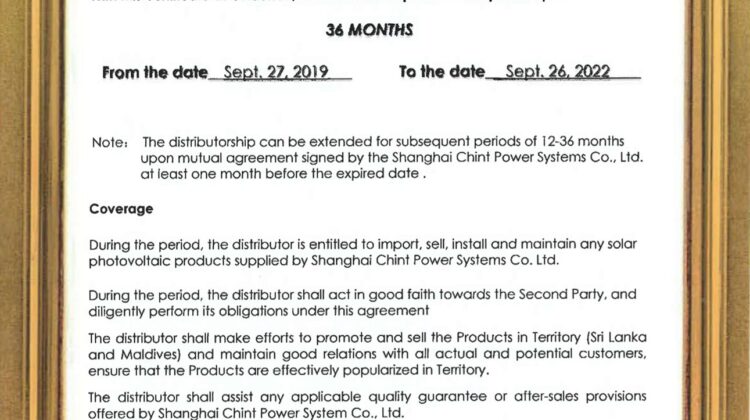 36 MONTHS
From the date Sept. 27, 2019 To the date Sept. 26, 2022
Note: The distributorship can be extended for subsequent periods of 12-36 months
upon mutual agreement signed by the Shanghai Chint Power Systems Co., Ltd.
at least one month before the expired date .
Coverage
During the period, the distributor is entitled to import, sell, install and maintain any solar
photovoltaic products supplied by Shanghai Chint Power Systems Co. Ltd.
During the period, the distributor shall act in good faith towards the Second Party, and
diligently perform its obligations under this agreement
The distributor shall make efforts to promote and sell the Products in Territory (Sri Lanka
and Maldives) and maintain good relations with all actual and potential customers,
ensure that the Products are effectively popularized in Territory.
The distributor shall assist any applicable quality guarantee or after-sales provisions
offered by Shanghai Chint Power System Co., Ltd.